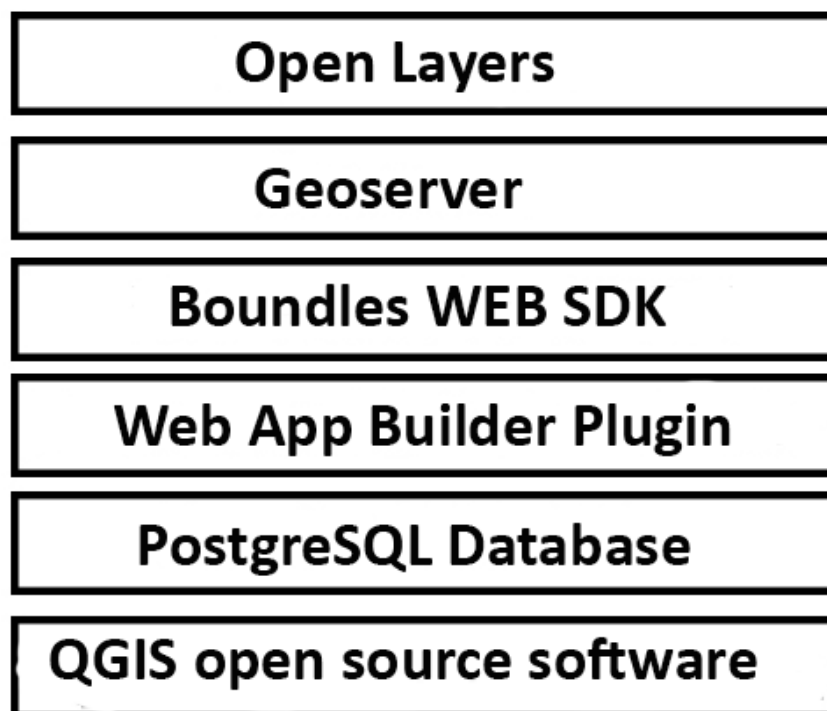 Open Layers
Geoserver
Boundles WEB SDK
Web App Builder Plugin
PostgreSQL Database
QGIS open source software